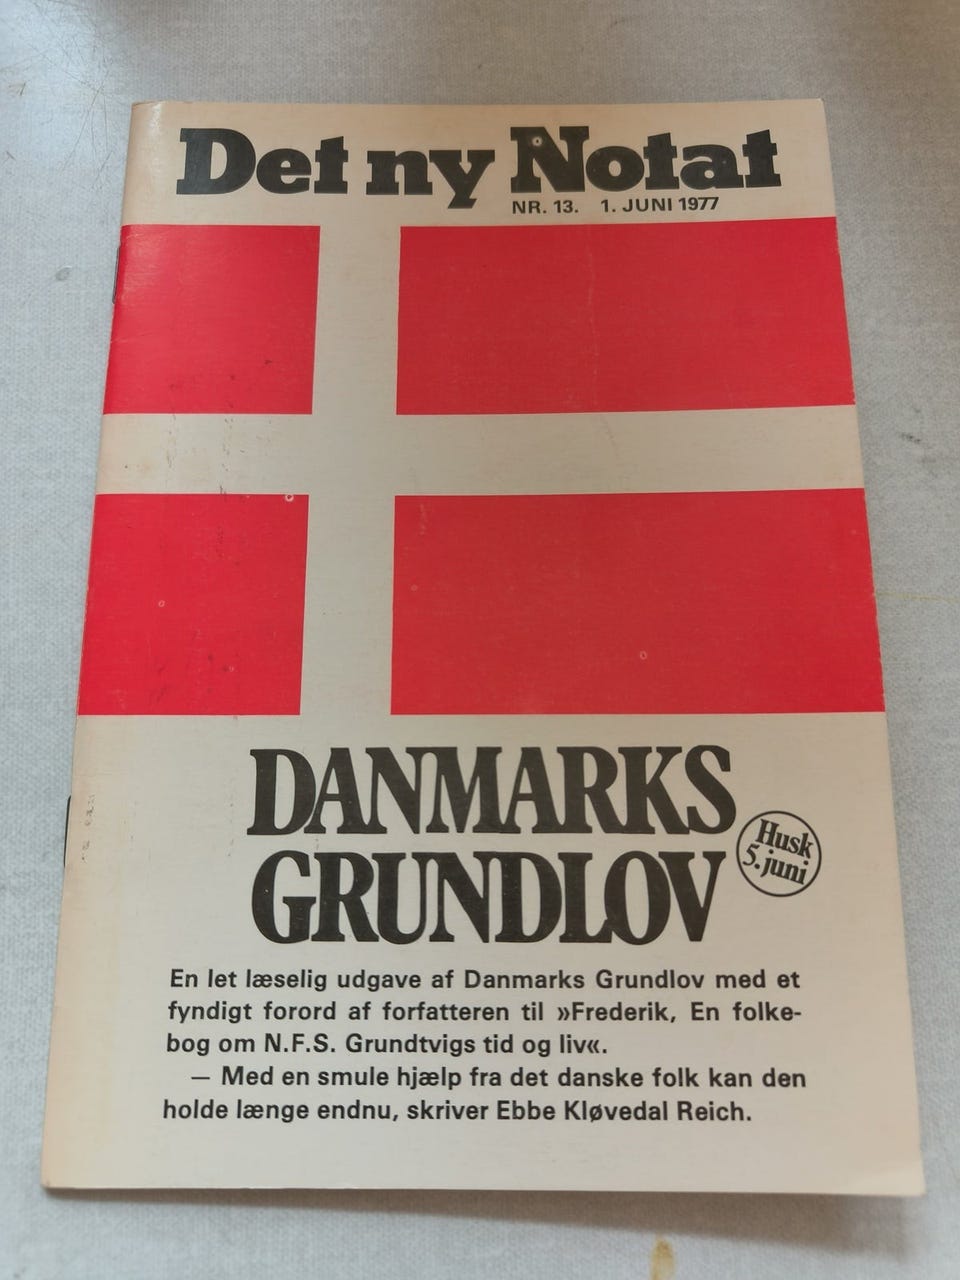 Det ny Notat
NR. 13. 1. JUNI 1977
DANMARKS
GRUNDLOV
Husk
5. juni
En let læselig udgave af Danmarks Grundlov med et
fyndigt forord af forfatteren til »Frederik, En folke-
bog om N.F.S. Grundtvigs tid og liv«.
— Med en smule hjælp fra det danske folk kan den
holde længe endnu, skriver Ebbe Kløvedal Reich.